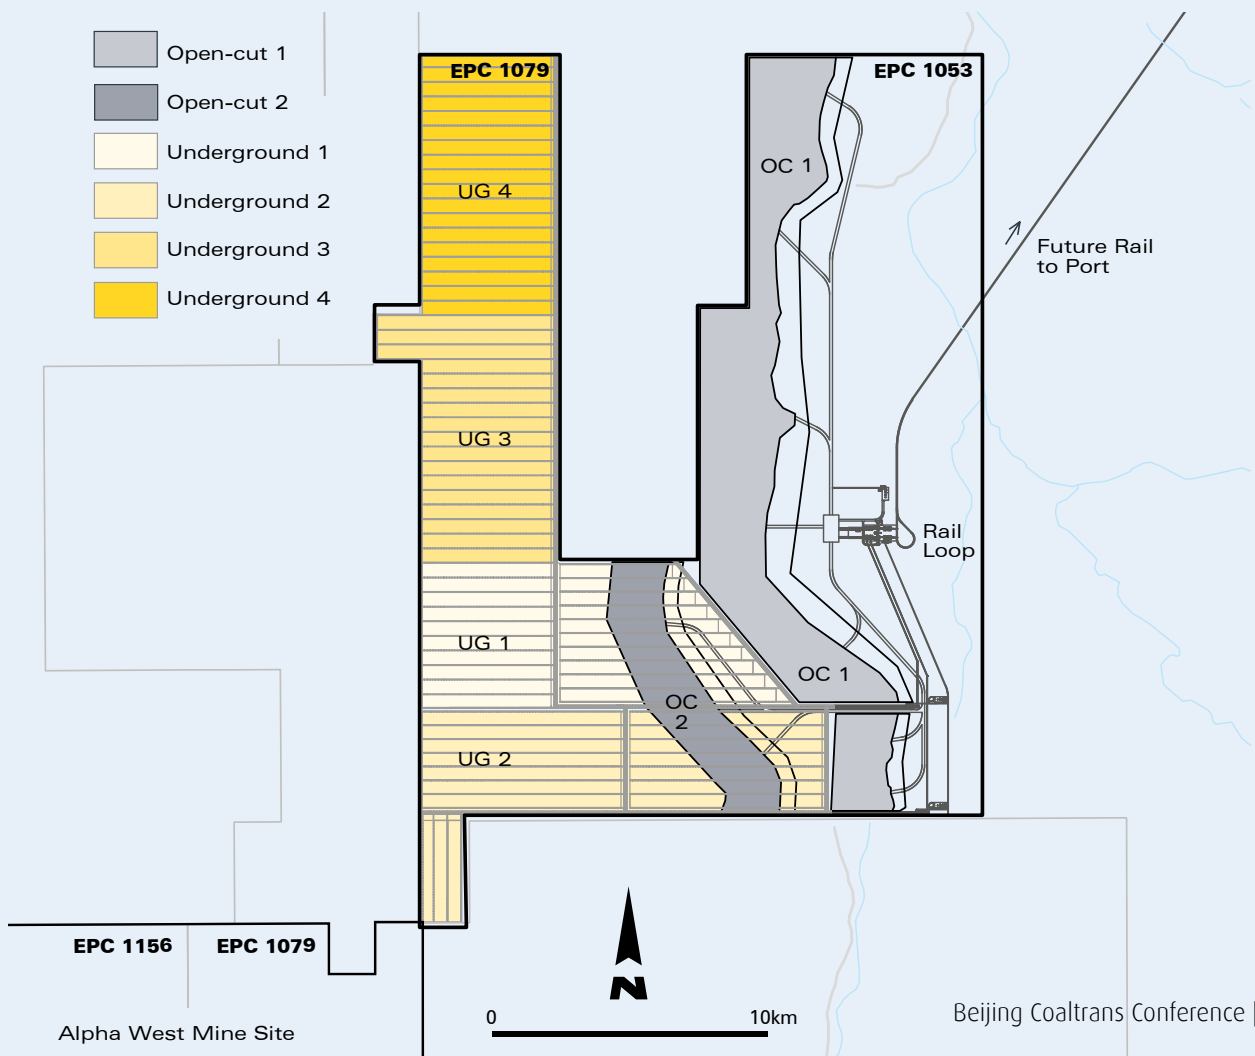 Open-cut 1
Open-cut 2
Underground 1
Underground 2
Underground 3
Underground 4
EPC 1079
EPC 1053
OC 1
UG 4
Future Rail
to Port
UG 3
Rail
Loop
UG 1
OC 1
OC
2
UG 2
EPC 1156
EPC 1079
N
Alpha West Mine Site
0
10km
Beijing Coaltrans Conference |